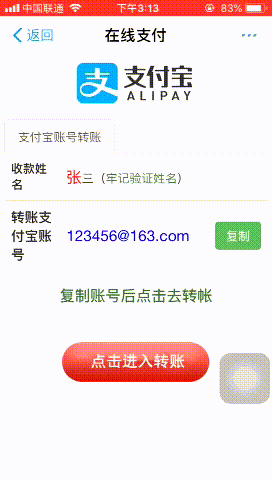 中国联通 下午3:13 83%
返回 在线支付 •••
支 支付宝
ALIPAY
支付宝账号转账
收款姓
名
张三（牢记验证姓名）
转账支
付宝账
号
123456@163.com
复制
复制账号后点击去转帐
点击进入转账